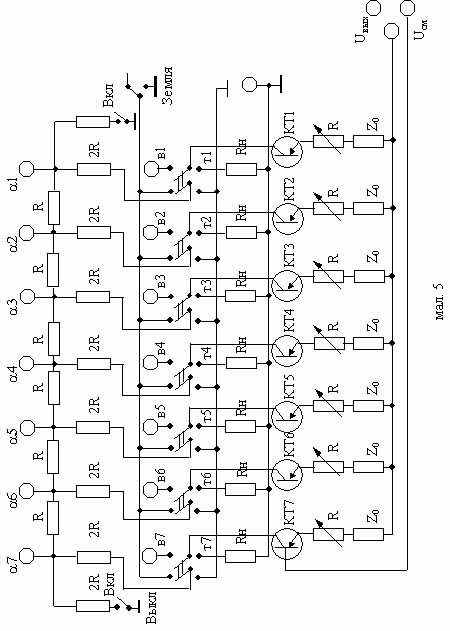 α7 α6 α5 α4 α3 α2 α1
R R R R R R
2R 2R 2R 2R 2R 2R 2R 2R
Вкл Вкл
Выкл
Земля
в7 в6 в5 в4 в3 в2 в1
т7 т6 т5 т4 т3 т2 т1
Rн Rн Rн Rн Rн Rн Rн
КТ7 КТ6 КТ5 КТ4 КТ3 КТ2 КТ1
R R R R R R R
Z0 Z0 Z0 Z0 Z0 Z0 Z0
Uвых
Uсм
мал. 5